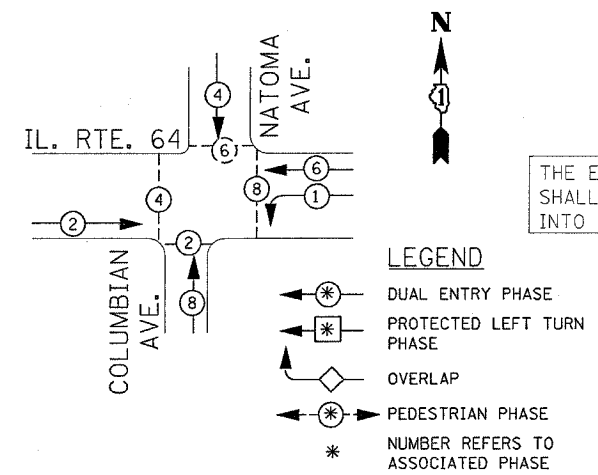 N
1
NATOMA
AVE.
4
IL. RTE. 64
6
6
8
1
4
2
2
8
COLUMBIAN
AVE.
THE E
SHALL
INTO
LEGEND
* DUAL ENTRY PHASE
* PROTECTED LEFT TURN
PHASE
OVERLAP
* PEDESTRIAN PHASE
* NUMBER REFERS TO
ASSOCIATED PHASE